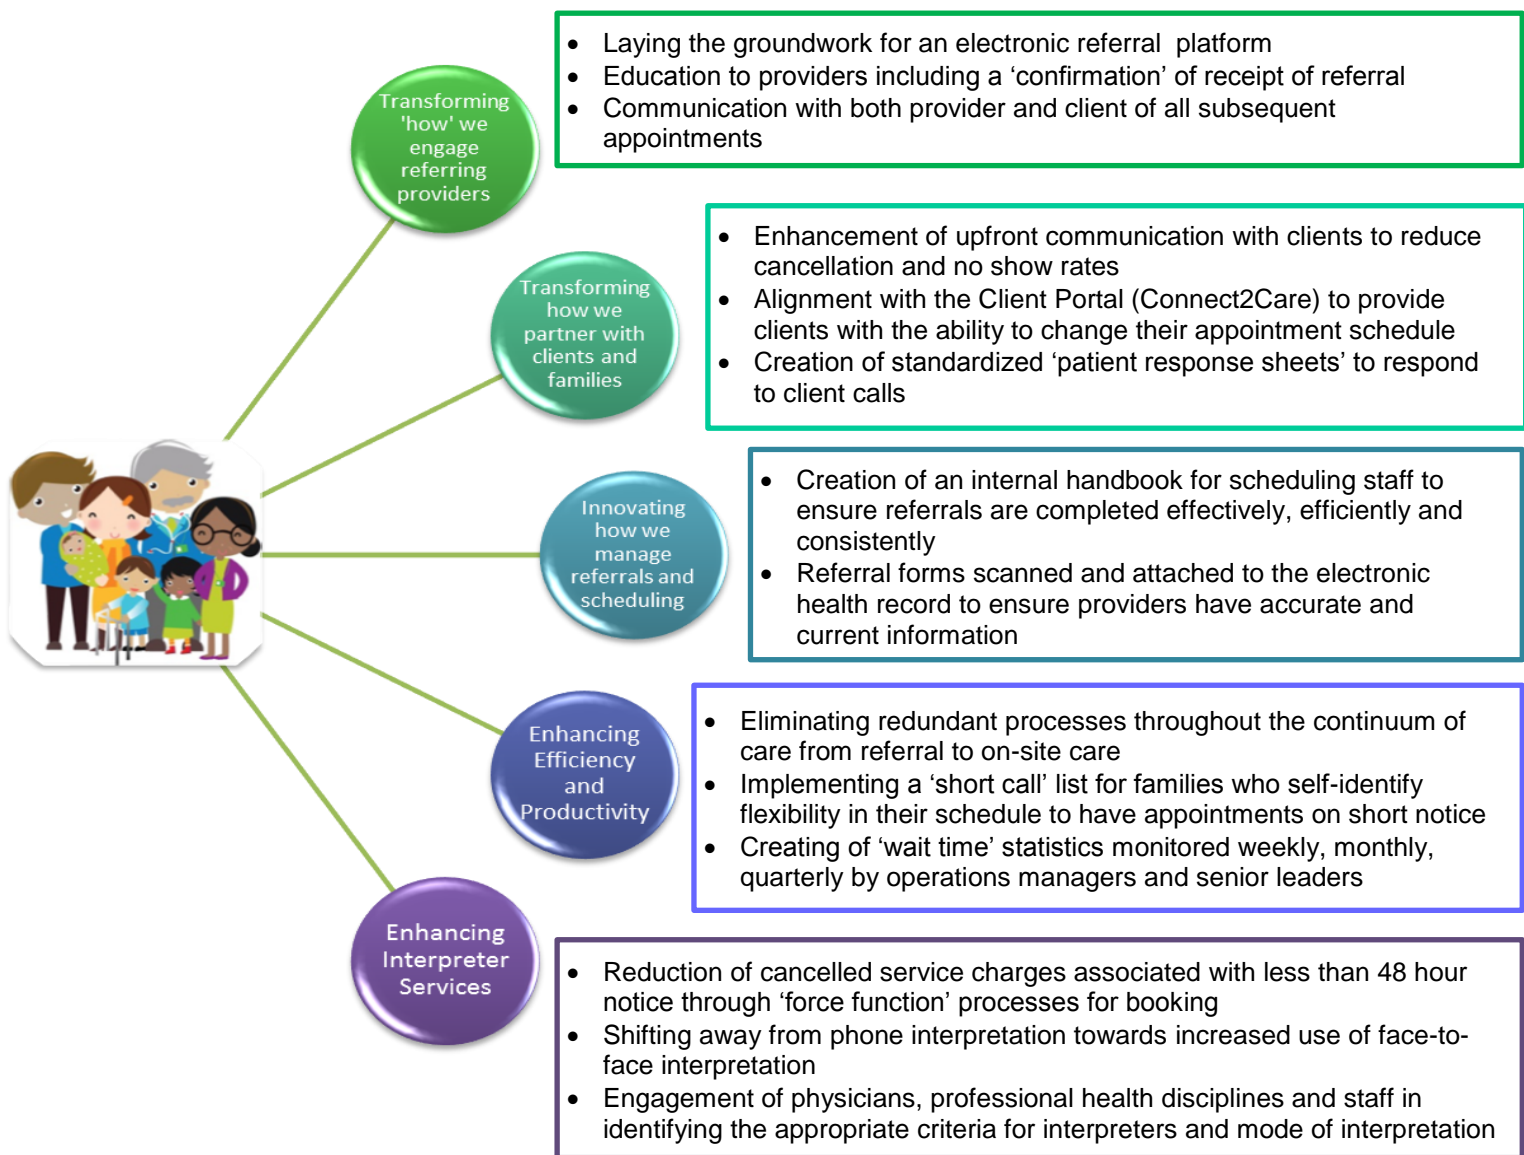 Transforming
'how' we
engage
referring
providers
• Laying the groundwork for an electronic referral  platform
• Education to providers including a ‘confirmation’ of receipt of referral
• Communication with both provider and client of all subsequent
appointments
Transforming
how we
partner with
clients and
families
• Enhancement of upfront communication with clients to reduce
cancellation and no show rates
• Alignment with the Client Portal (Connect2Care) to provide
clients with the ability to change their appointment schedule
• Creation of standardized ‘patient response sheets’ to respond
to client calls
Innovating
how we
manage
referrals and
scheduling
• Creation of an internal handbook for scheduling staff to
ensure referrals are completed effectively, efficiently and
consistently
• Referral forms scanned and attached to the electronic
health record to ensure providers have accurate and
current information
Enhancing
Efficiency
and
Productivity
• Eliminating redundant processes throughout the continuum of
care from referral to on-site care
• Implementing a ‘short call’ list for families who self-identify
flexibility in their schedule to have appointments on short notice
• Creating of ‘wait time’ statistics monitored weekly, monthly,
quarterly by operations managers and senior leaders
Enhancing
Interpreter
Services
• Reduction of cancelled service charges associated with less than 48 hour
notice through ‘force function’ processes for booking
• Shifting away from phone interpretation towards increased use of face-to-
face interpretation
• Engagement of physicians, professional health disciplines and staff in
identifying the appropriate criteria for interpreters and mode of interpretation